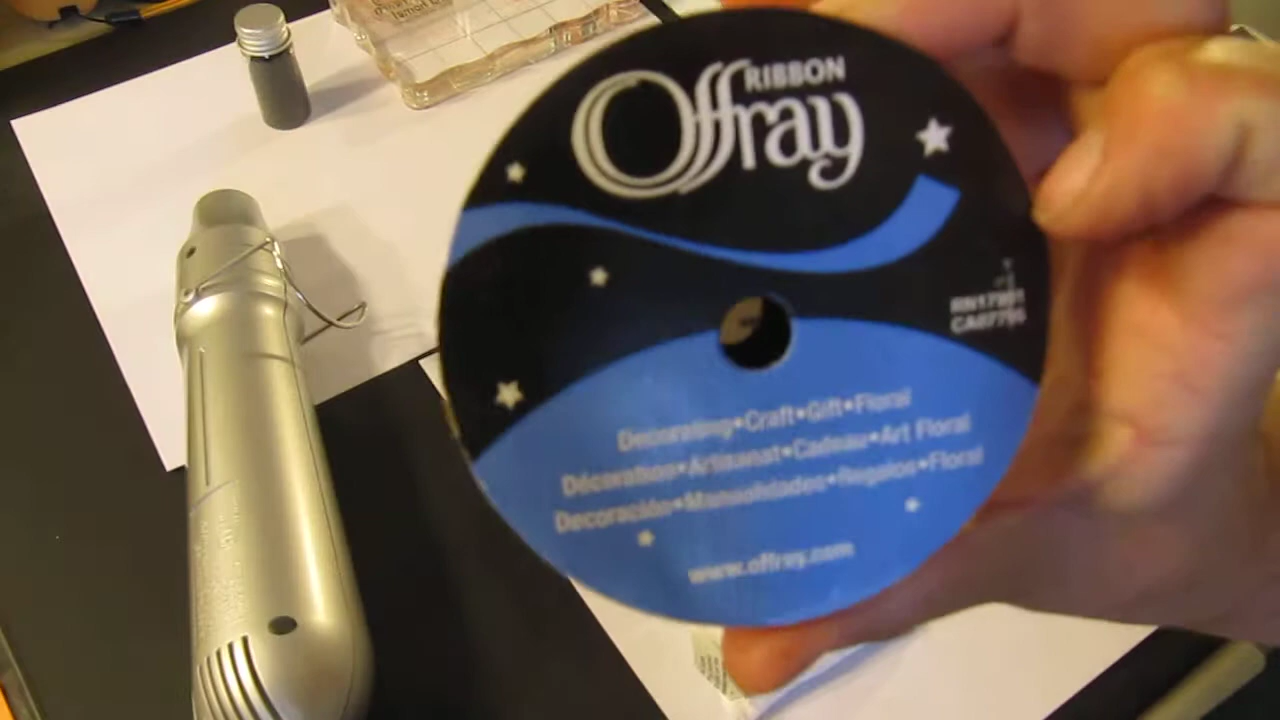 RIBBON
Offray
Decorating•Craft•Gift•Floral
Décoration•Artisanat•Cadeau•Art Floral
Decoración•Manualidades•Regalos•Floral
www.offray.com